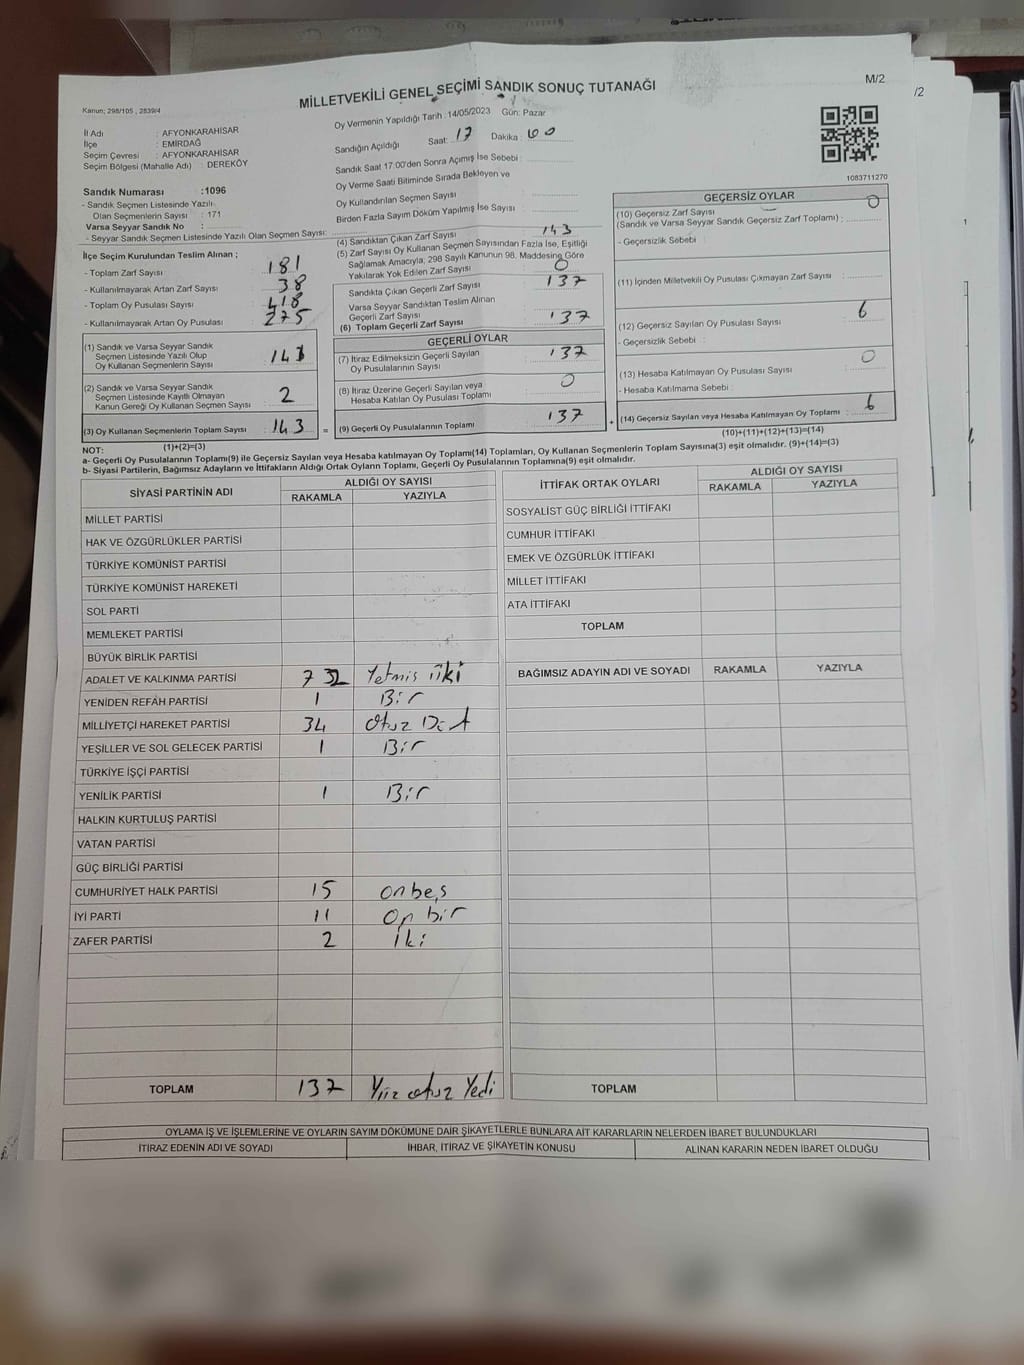 MİLLETVEKİLİ GENEL SEÇİMİ SANDIK SONUÇ TUTANAĞI
M/2
/2
Kanun; 298/105 , 2839/4
İl Adı : AFYONKARAHİSAR
İlçe : EMİRDAĞ
Seçim Çevresi : AFYONKARAHİSAR
Seçim Bölgesi (Mahalle Adı) : DEREKÖY
Oy Vermenin Yapıldığı Tarih : 14/05/2023 Gün: Pazar
Sandığın Açıldığı Saat: 17 Dakika: 00
Sandık Saat 17:00'den Sonra Açımış İse Sebebi :
Oy Verme Saati Bitiminde Sırada Bekleyen ve
Oy Kullandırılan Seçmen Sayısı :
Birden Fazla Sayım Döküm Yapılmış İse Sayısı :
1083711270
Sandık Numarası :1096
- Sandık Seçmen Listesinde Yazılı
Olan Seçmenlerin Sayısı : 171
Varsa Seyyar Sandık No :
- Seyyar Sandık Seçmen Listesinde Yazılı Olan Seçmen Sayısı:
İlçe Seçim Kurulundan Teslim Alınan ;
- Toplam Zarf Sayısı : 181
- Kullanılmayarak Artan Zarf Sayısı : 38
- Toplam Oy Pusulası Sayısı : 418
- Kullanılmayarak Artan Oy Pusulası : 275
(1) Sandık ve Varsa Seyyar Sandık
Seçmen Listesinde Yazılı Olup
Oy Kullanan Seçmenlerin Sayısı : 141
(2) Sandık ve Varsa Seyyar Sandık
Seçmen Listesinde Kayıtlı Olmayan
Kanun Gereği Oy Kullanan Seçmen Sayısı : 2
(3) Oy Kullanan Seçmenlerin Toplam Sayısı : 143
(1)+(2)=(3)
(4) Sandıktan Çıkan Zarf Sayısı : 143
(5) Zarf Sayısı Oy Kullanan Seçmen Sayısından Fazla İse, Eşitliği
Sağlamak Amacıyla, 298 Sayılı Kanunun 98. Maddesine Göre
Yakılarak Yok Edilen Zarf Sayısı : 0
Sandıkta Çıkan Geçerli Zarf Sayısı : 137
Varsa Seyyar Sandıktan Teslim Alınan
Geçerli Zarf Sayısı :
(6) Toplam Geçerli Zarf Sayısı : 137
GEÇERLİ OYLAR
(7) İtiraz Edilmeksizin Geçerli Sayılan
Oy Pusulasının Sayısı : 137
(8) İtiraz Üzerine Geçerli Sayılan veya
Hesaba Katılan Oy Pusulası Toplamı : 0
= (9) Geçerli Oy Pusulalarının Toplamı : 137 +
GEÇERSİZ OYLAR
(10) Geçersiz Zarf Sayısı
(Sandık ve Varsa Seyyar Sandık Geçersiz Zarf Toplamı) : 0
- Geçersizlik Sebebi :
(11) İçinden Milletvekili Oy Pusulası Çıkmayan Zarf Sayısı :
(12) Geçersiz Sayılan Oy Pusulası Sayısı : 6
- Geçersizlik Sebebi :
(13) Hesaba Katılmayan Oy Pusulası Sayısı : 0
- Hesaba Katılmama Sebebi :
(14) Geçersiz Sayılan veya Hesaba Katılmayan Oy Toplamı : 6
(10)+(11)+(12)+(13)=(14)
NOT:
a- Geçerli Oy Pusulalarının Toplamı(9) ile Geçersiz Sayılan veya Hesaba katılmayan Oy Toplamı(14) Toplamları, Oy Kullanan Seçmenlerin Toplam Sayısına(3) eşit olmalıdır. (9)+(14)=(3)
b- Siyasi Partilerin, Bağımsız Adayların ve İttifakların Aldığı Ortak Oyların Toplamı, Geçerli Oy Pusulalarının Toplamına(9) eşit olmalıdır.
SİYASİ PARTİNİN ADI ALDIĞI OY SAYISI
RAKAMLA YAZIYLA
MİLLET PARTİSİ
HAK VE ÖZGÜRLÜKLER PARTİSİ
TÜRKİYE KOMÜNİST PARTİSİ
TÜRKİYE KOMÜNİST HAREKETİ
SOL PARTİ
MEMLEKET PARTİSİ
BÜYÜK BİRLİK PARTİSİ
ADALET VE KALKINMA PARTİSİ 732 Yetmiş iki
YENİDEN REFAH PARTİSİ 1 Bir
MİLLİYETÇİ HAREKET PARTİSİ 34 Otuz Dört
YEŞİLLER VE SOL GELECEK PARTİSİ 1 Bir
TÜRKİYE İŞÇİ PARTİSİ
YENİLİK PARTİSİ 1 Bir
HALKIN KURTULUŞ PARTİSİ
VATAN PARTİSİ
GÜÇ BİRLİĞİ PARTİSİ
CUMHURİYET HALK PARTİSİ 15 Onbeş
İYİ PARTİ 11 On bir
ZAFER PARTİSİ 2 İki
TOPLAM 137 Yüz otuz Yedi
İTTİFAK ORTAK OYLARI ALDIĞI OY SAYISI
RAKAMLA YAZIYLA
SOSYALİST GÜÇ BİRLİĞİ İTTİFAKI
CUMHUR İTTİFAKI
EMEK VE ÖZGÜRLÜK İTTİFAKI
MİLLET İTTİFAKI
ATA İTTİFAKI
TOPLAM
BAĞIMSIZ ADAYIN ADI VE SOYADI RAKAMLA YAZIYLA
TOPLAM
OYLAMA İŞ VE İŞLEMLERİNE VE OYLARIN SAYIM DÖKÜMÜNE DAİR ŞİKAYETLERLE BUNLARA AİT KARARLARIN NELERDEN İBARET BULUNDUKLARI
İTİRAZ EDENİN ADI VE SOYADI İHBAR, İTİRAZ VE ŞİKAYETİN KONUSU ALINAN KARARIN NEDEN İBARET OLDUĞU